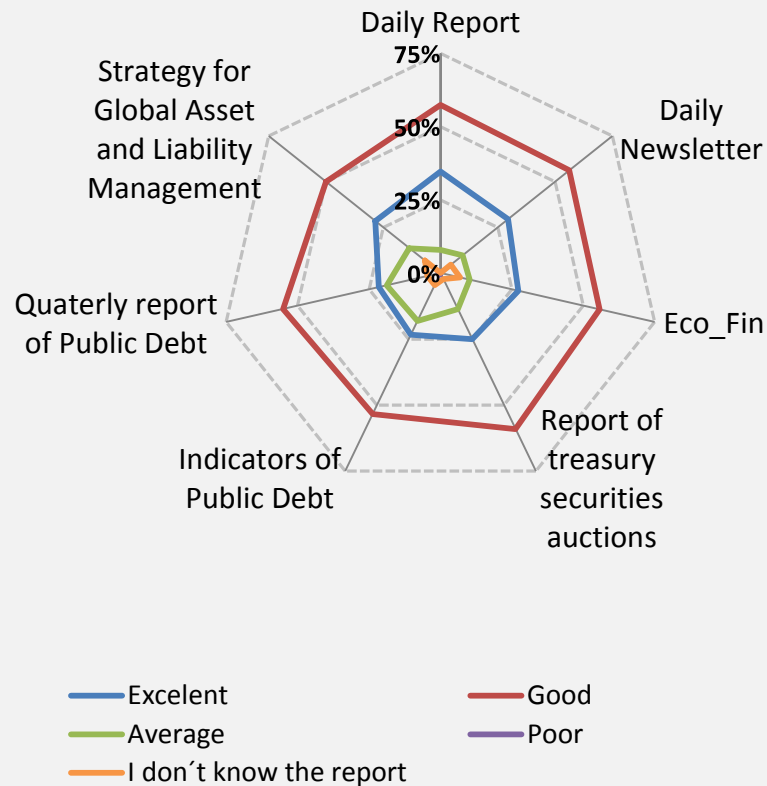 Daily Report
75%
Strategy for
Global Asset
and Liability
Management
Daily
Newsletter
50%
25%
0%
Quaterly report
of Public Debt
Eco_Fin
Indicators of
Public Debt
Report of
treasury
securities
auctions
Excelent
Good
Average
Poor
I don´t know the report